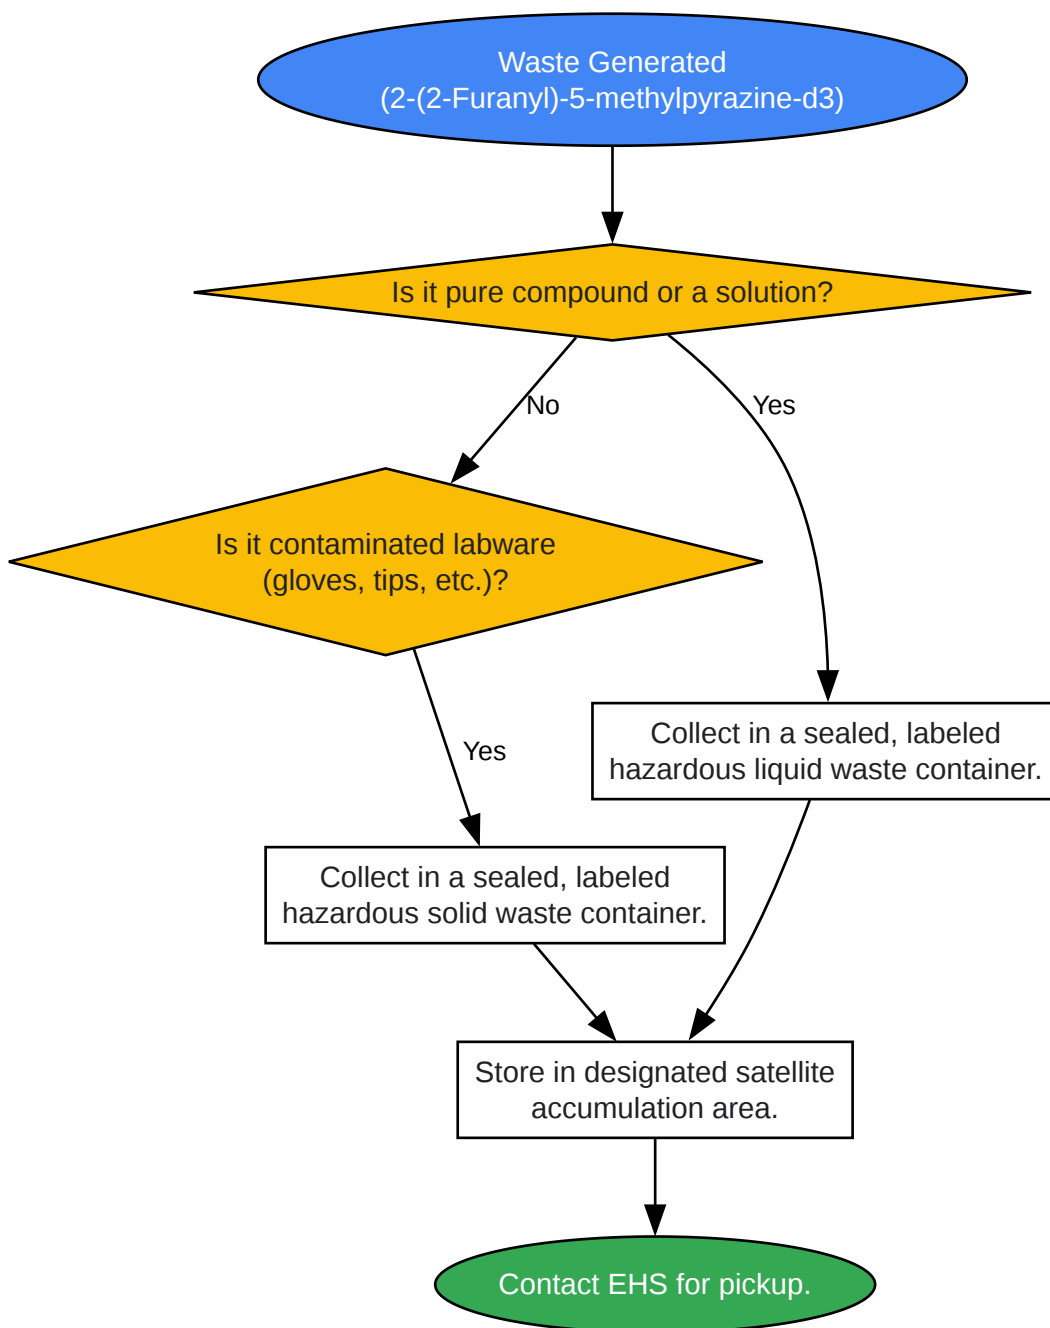 Waste Generated
(2-(2-Furanyl)-5-methylpyrazine-d3)
Is it pure compound or a solution?
No
Yes
Is it contaminated labware
(gloves, tips, etc.)?
Yes
Collect in a sealed, labeled
hazardous liquid waste container.
Collect in a sealed, labeled
hazardous solid waste container.
Store in designated satellite
accumulation area.
Contact EHS for pickup.